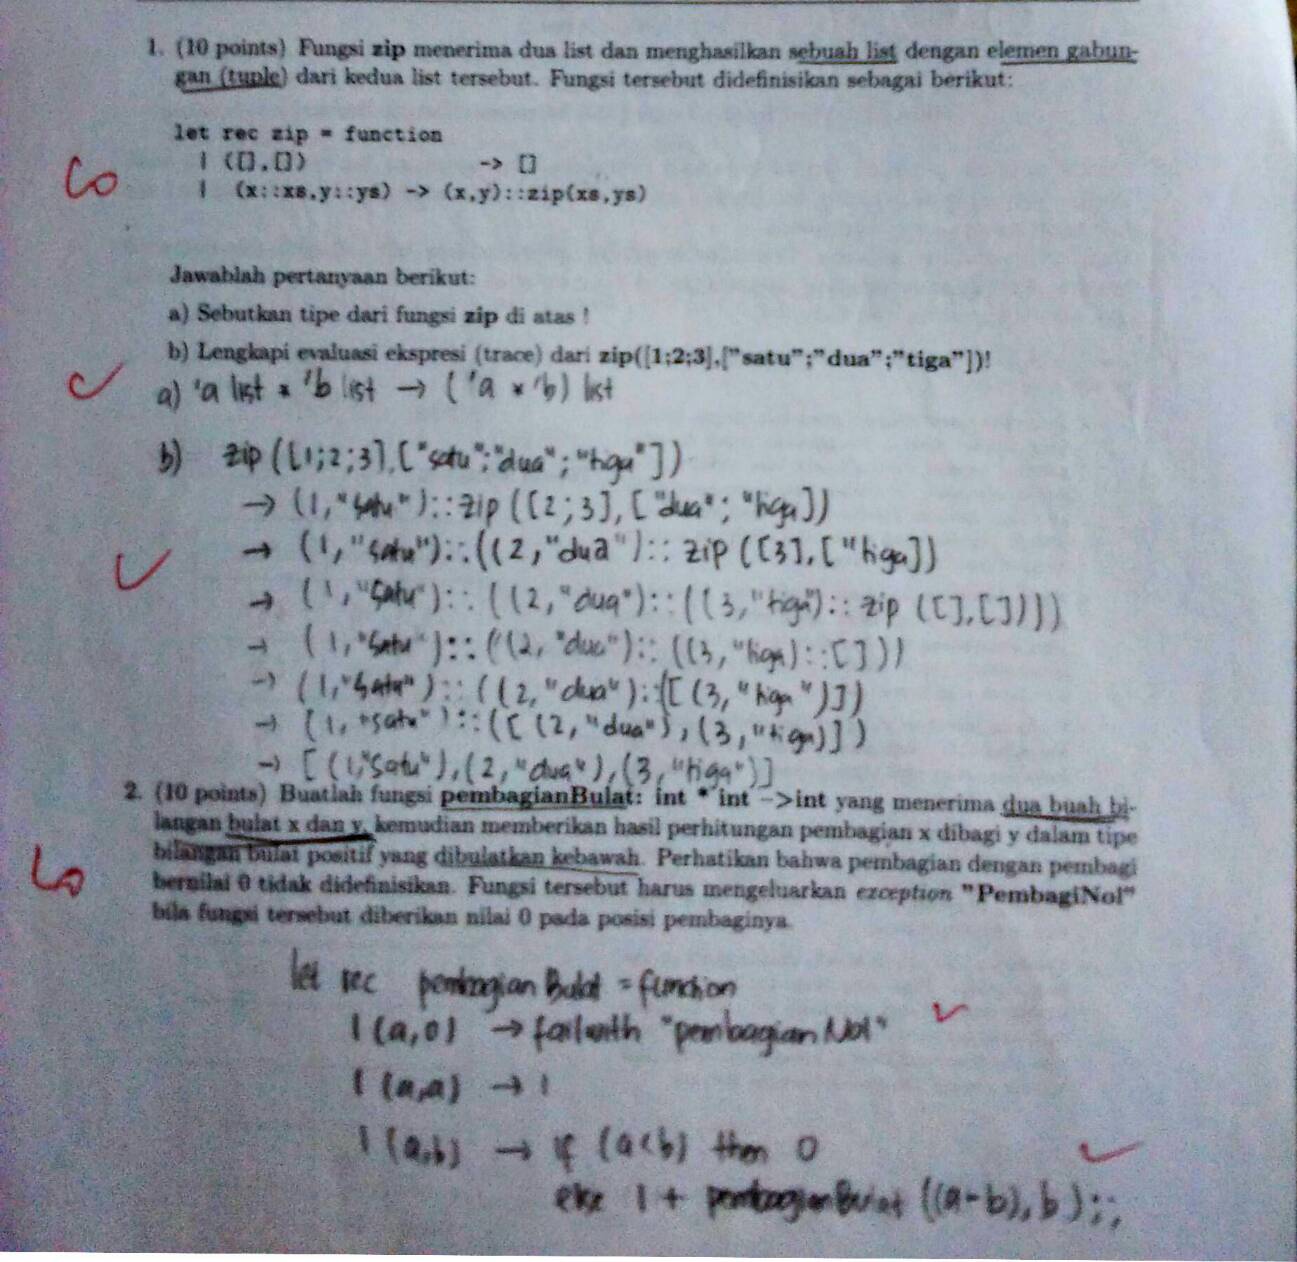 1. (10 points) Fungsi zip menerima dua list dan menghasilkan sebuah list dengan elemen gabun-
gan (tuple) dari kedua list tersebut. Fungsi tersebut didefinisikan sebagai berikut:
let rec zip = function
| ([],[]) -> []
| (x::xs,y::ys) -> (x,y)::zip(xs,ys)
Jawablah pertanyaan berikut:
a) Sebutkan tipe dari fungsi zip di atas !
b) Lengkapi evaluasi ekspresi (trace) dari zip([1;2;3],["satu";"dua";"tiga"])!
a) 'a list * 'b list → ( 'a * 'b) list
b) zip ([1;2;3],["satu";"dua";"tiga"])
→ (1,"satu")::zip ([2;3],["dua";"tiga])
→ (1,"satu")::((2,"dua")::zip ([3],["tiga])
→ (1,"satu")::((2,"dua")::((3,"tiga")::zip ([],[])))
→ (1,"satu")::((2,"dua")::((3,"tiga)::[]))
→ (1,"satu")::((2,"dua")::([(3,"tiga")])
→ (1,"satu")::([(2,"dua"),(3,"tiga)])
→ [(1,"satu"),(2,"dua"),(3,"tiga")]
2. (10 points) Buatlah fungsi pembagianBulat: int * int ->int yang menerima dua buah bi-
langan bulat x dan y, kemudian memberikan hasil perhitungan pembagian x dibagi y dalam tipe
bilangan bulat positif yang dibulatkan kebawah. Perhatikan bahwa pembagian dengan pembagi
bernilai 0 tidak didefinisikan. Fungsi tersebut harus mengeluarkan exception "PembagiNol"
bila fungsi tersebut diberikan nilai 0 pada posisi pembaginya.
let rec pembagian Bulat = function
| (a,0) → failwith "pembagian Nol"
| (a,a) → 1
| (a,b) → if (a<b) then 0
else 1 + pembagianBulat ((a-b),b);;